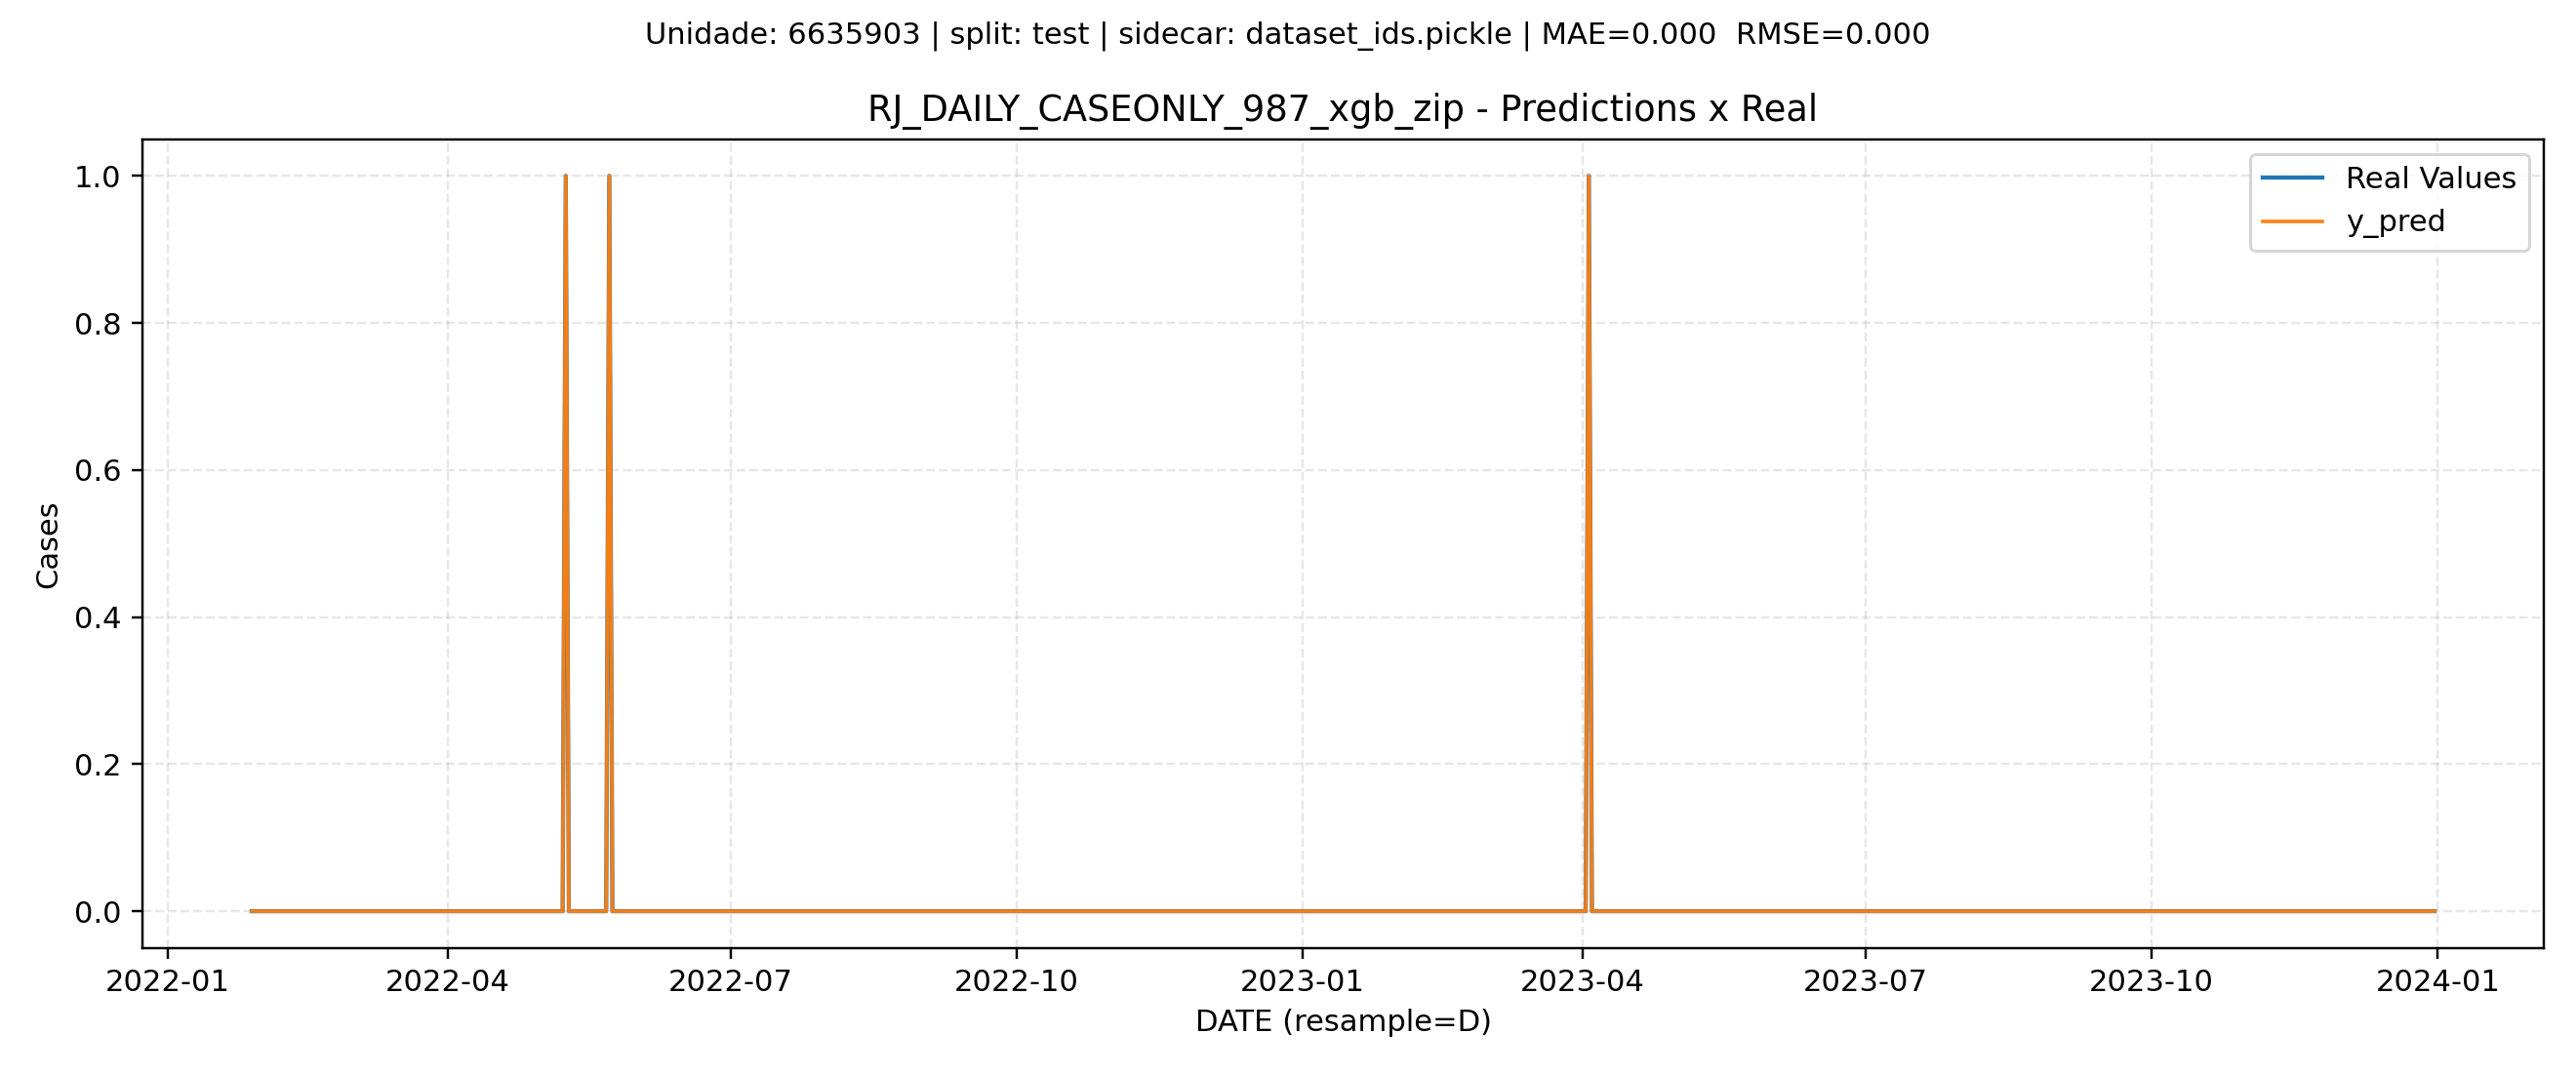 Unidade: 6635903 | split: test | sidecar: dataset_ids.pickle | MAE=0.000  RMSE=0.000
RJ_DAILY_CASEONLY_987_xgb_zip - Predictions x Real
Real Values
y_pred
1.0
0.8
0.6
0.4
0.2
0.0
Cases
2022-01 2022-04 2022-07 2022-10 2023-01 2023-04 2023-07 2023-10 2024-01
DATE (resample=D)